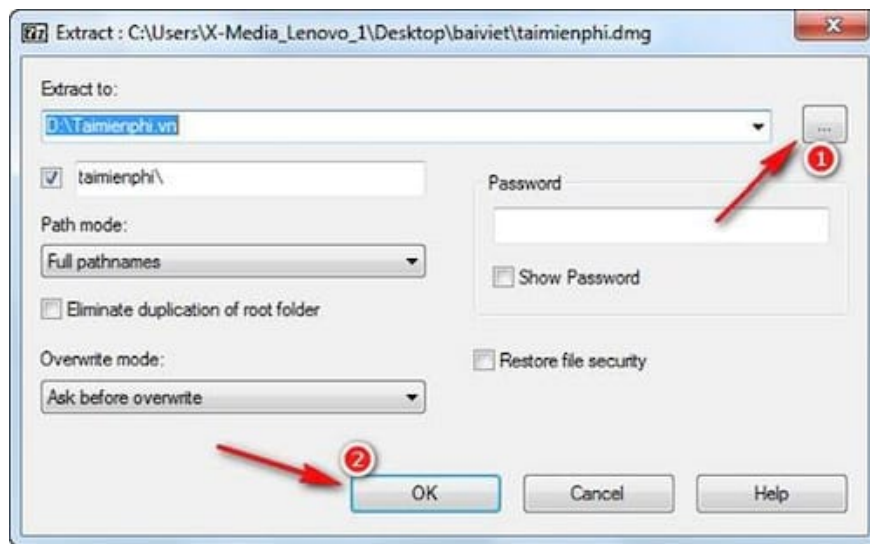 Extract : C:\Users\X-Media_Lenovo_1\Desktop\baiviet\taimienphi.dmg
Extract to:
D:\Taimienphi.vn
...
1
taimienphi\
Password
Path mode:
Full pathnames
Show Password
Eliminate duplication of root folder
Overwrite mode:
Restore file security
Ask before overwrite
2
OK
Cancel
Help